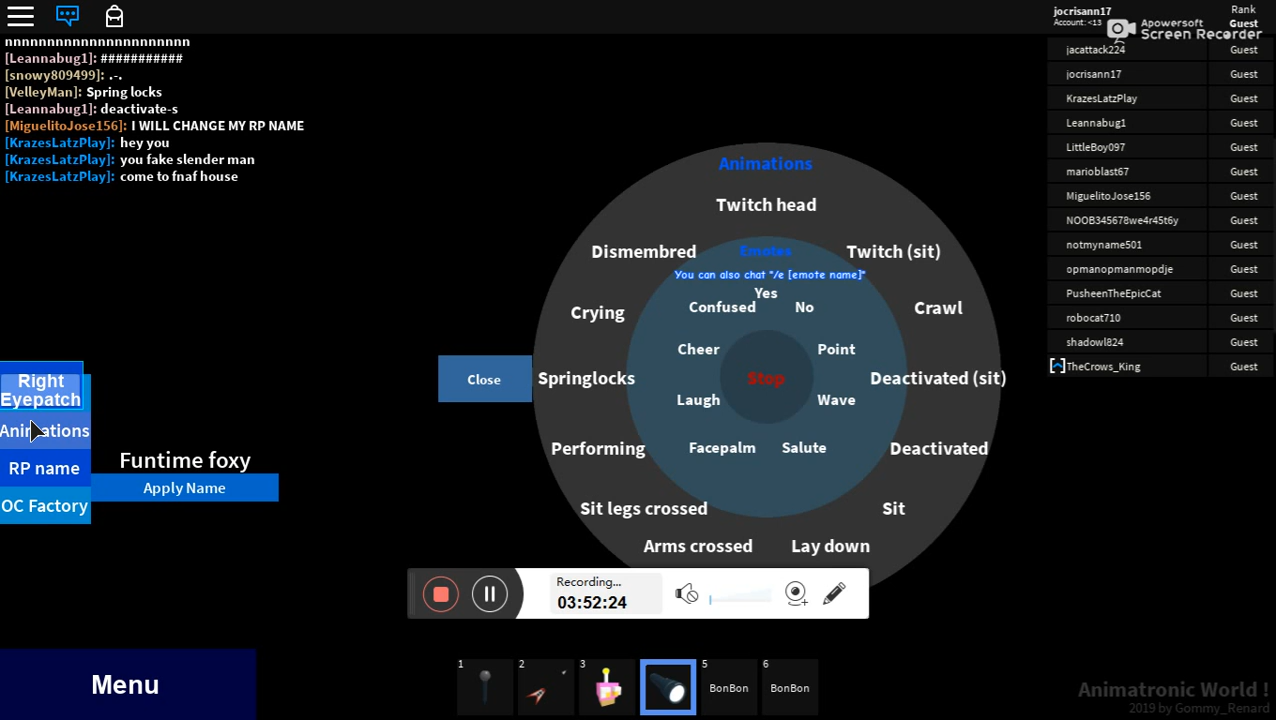 jocrisann17
Account: <13
Rank
Guest
Apowersoft
Screen Recorder
nnnnnnnnnnnnnnnnnnnnnn
[Leannabug1]: ###########
[snowy809499]: .-.
[VelleyMan]: Spring locks
[Leannabug1]: deactivate-s
[MiguelitoJose156]: I WILL CHANGE MY RP NAME
[KrazesLatzPlay]: hey you
[KrazesLatzPlay]: you fake slender man
[KrazesLatzPlay]: come to fnaf house
jacattack224 Guest
jocrisann17 Guest
KrazesLatzPlay Guest
Leannabug1 Guest
LittleBoy097 Guest
marioblast67 Guest
MiguelitoJose156 Guest
NOOB345678we4r45t6y Guest
notmyname501 Guest
opmanopmanmopdje Guest
PusheenTheEpicCat Guest
robocat710 Guest
shadowl824 Guest
TheCrows_King Guest
Animations
Twitch head
Dismembred
Emotes
Twitch (sit)
You can also chat "/e [emote name]"
Yes
Confused
No
Crying
Crawl
Cheer
Point
Close
Springlocks
Stop
Deactivated (sit)
Laugh
Wave
Performing
Facepalm
Salute
Deactivated
Sit legs crossed
Sit
Arms crossed
Lay down
Right
Eyepatch
Animations
RP name
OC Factory
Funtime foxy
Apply Name
Recording...
03:52:24
Menu
1
2
3
5
BonBon
6
BonBon
Animatronic World !
2019 by Gommy_Renard